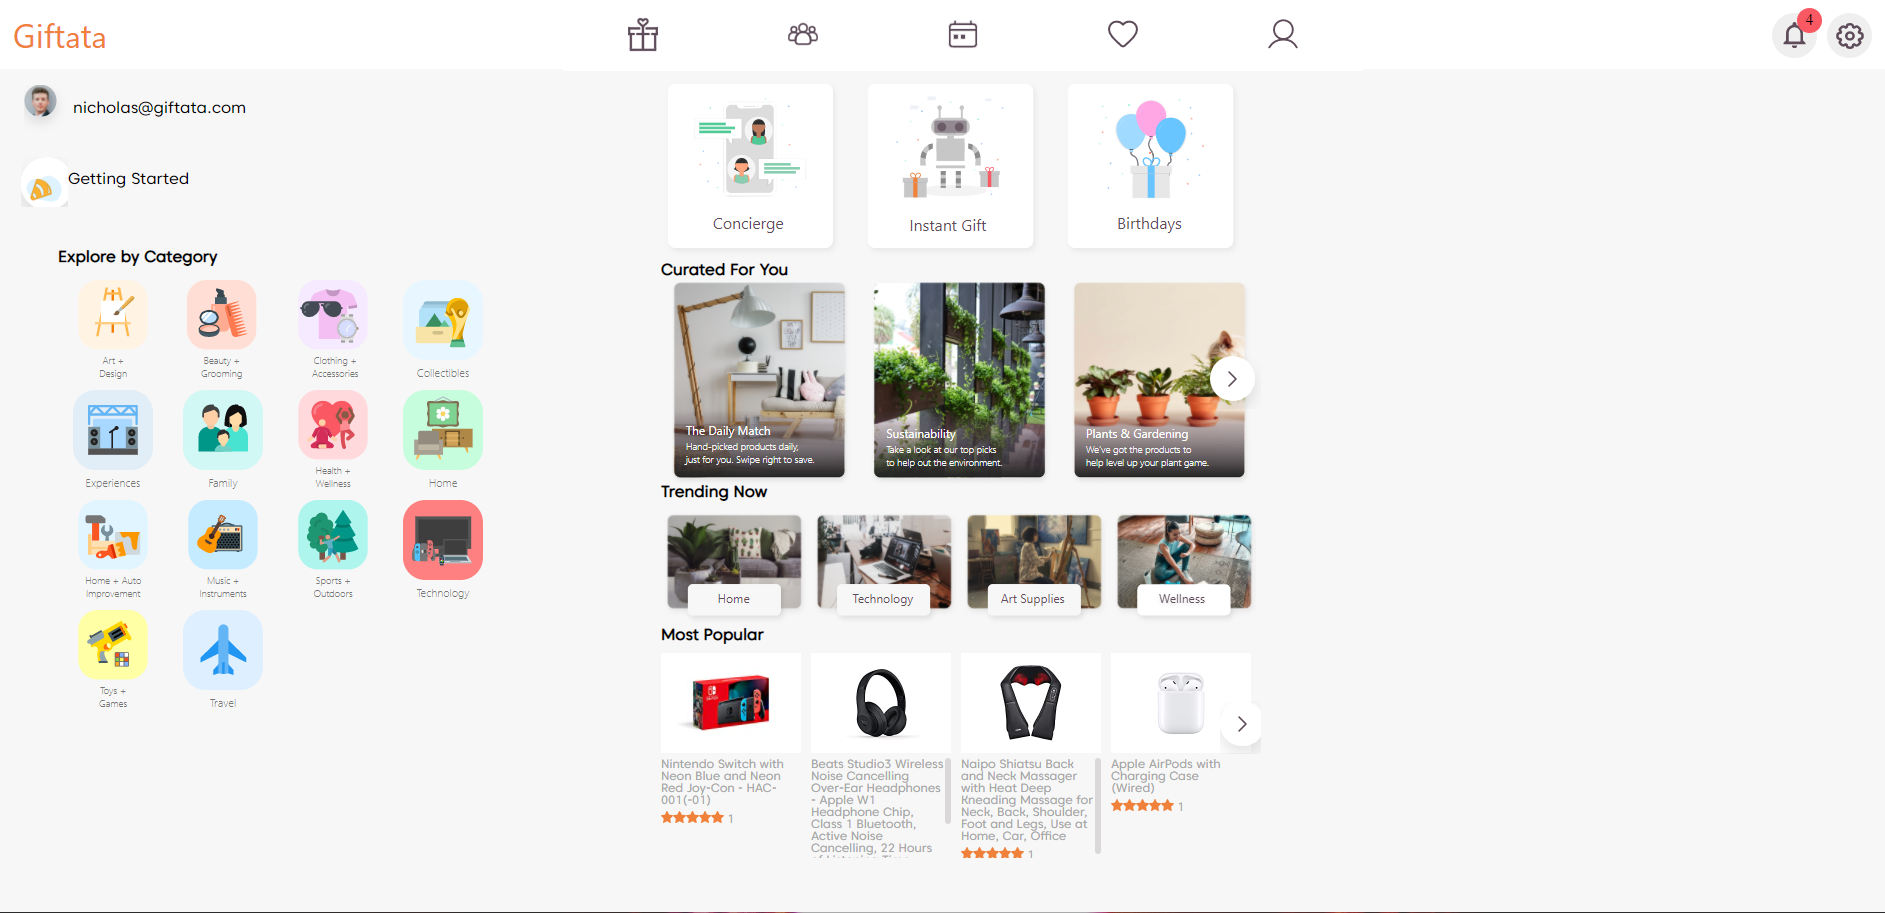 Giftata
4
nicholas@giftata.com
Getting Started
Explore by Category
Art +
Design
Beauty +
Grooming
Clothing +
Accessories
Collectibles
Experiences
Family
Health +
Wellness
Home
Home + Auto
Improvement
Music +
Instruments
Sports +
Outdoors
Technology
Toys +
Games
Travel
Concierge
Instant Gift
Birthdays
Curated For You
The Daily Match
Hand-picked products daily,
just for you. Swipe right to save.
Sustainability
Take a look at our top picks
to help out the environment.
Plants & Gardening
We've got the products to
help level up your plant game.
Trending Now
Home
Technology
Art Supplies
Wellness
Most Popular
Nintendo Switch with
Neon Blue and Neon
Red Joy-Con - HAC-
001(-01)
1
Beats Studio3 Wireless
Noise Cancelling
Over-Ear Headphones
- Apple W1
Headphone Chip,
Class 1 Bluetooth,
Active Noise
Cancelling, 22 Hours
of Listening Time
Naipo Shiatsu Back
and Neck Massager
with Heat Deep
Kneading Massage for
Neck, Back, Shoulder,
Foot and Legs, Use at
Home, Car, Office
1
Apple AirPods with
Charging Case
(Wired)
1